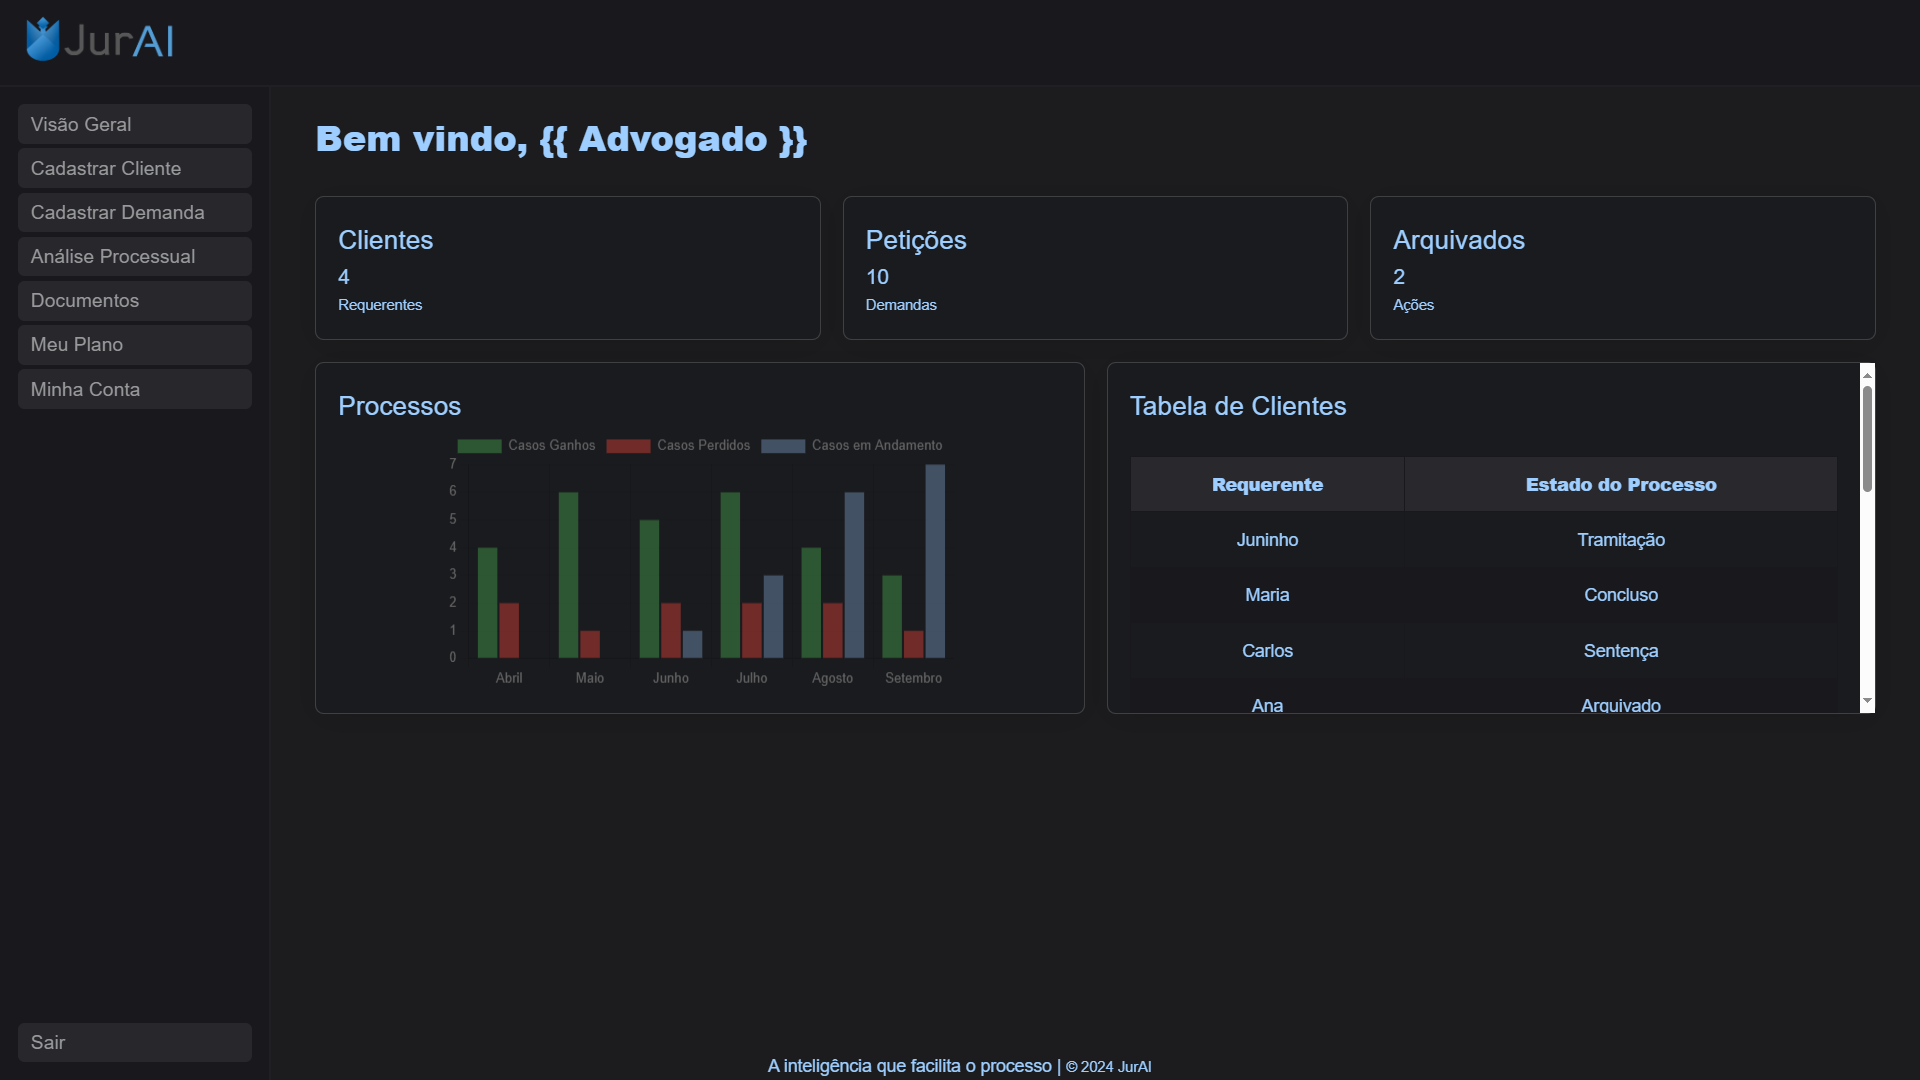 JurAI
Visão Geral
Cadastrar Cliente
Cadastrar Demanda
Análise Processual
Documentos
Meu Plano
Minha Conta
Sair
Bem vindo, {{ Advogado }}
Clientes
4
Requerentes
Petições
10
Demandas
Arquivados
2
Ações
Processos
Casos Ganhos Casos Perdidos Casos em Andamento
7
6
5
4
3
2
1
0
Abril Maio Junho Julho Agosto Setembro
Tabela de Clientes
Requerente Estado do Processo
Juninho Tramitação
Maria Concluso
Carlos Sentença
Ana Arquivado
A inteligência que facilita o processo | © 2024 JurAI